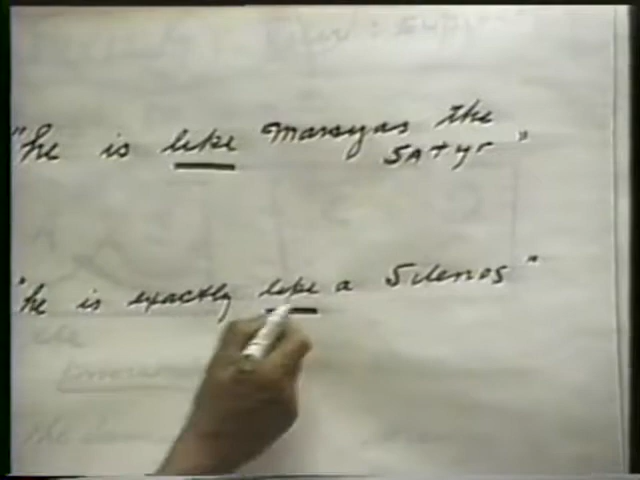 "he is like Marsyas the
Satyr"
"he is exactly like a Silenos"